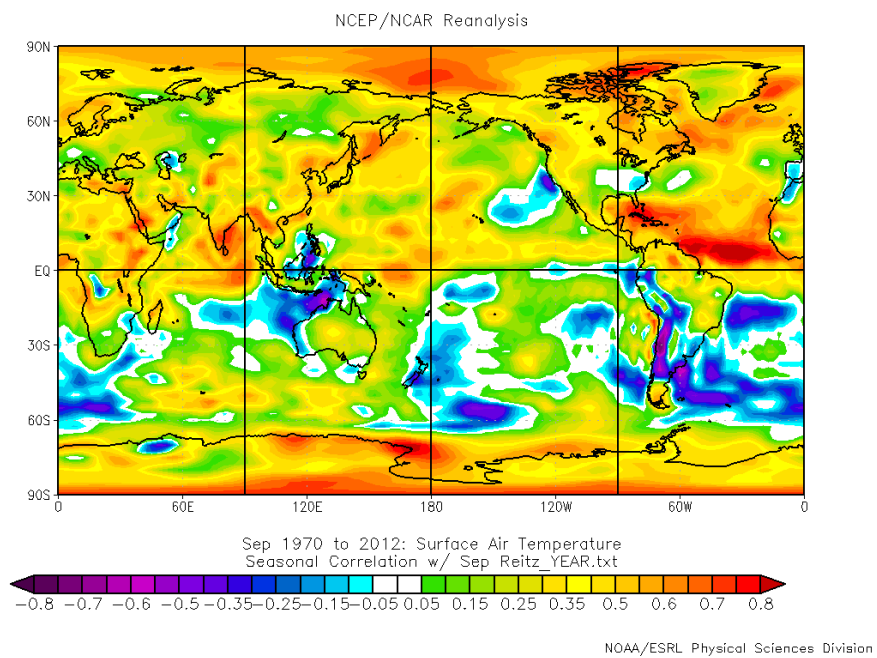 NCEP/NCAR Reanalysis
90N
60N
30N
EQ
30S
60S
90S
0 60E 120E 180 120W 60W 0
Sep 1970 to 2012: Surface Air Temperature
Seasonal Correlation w/ Sep Reitz_YEAR.txt
-0.8 -0.7 -0.6 -0.5 -0.35 -0.25 -0.15 -0.05 0.05 0.15 0.25 0.35 0.5 0.6 0.7 0.8
NOAA/ESRL Physical Sciences Division